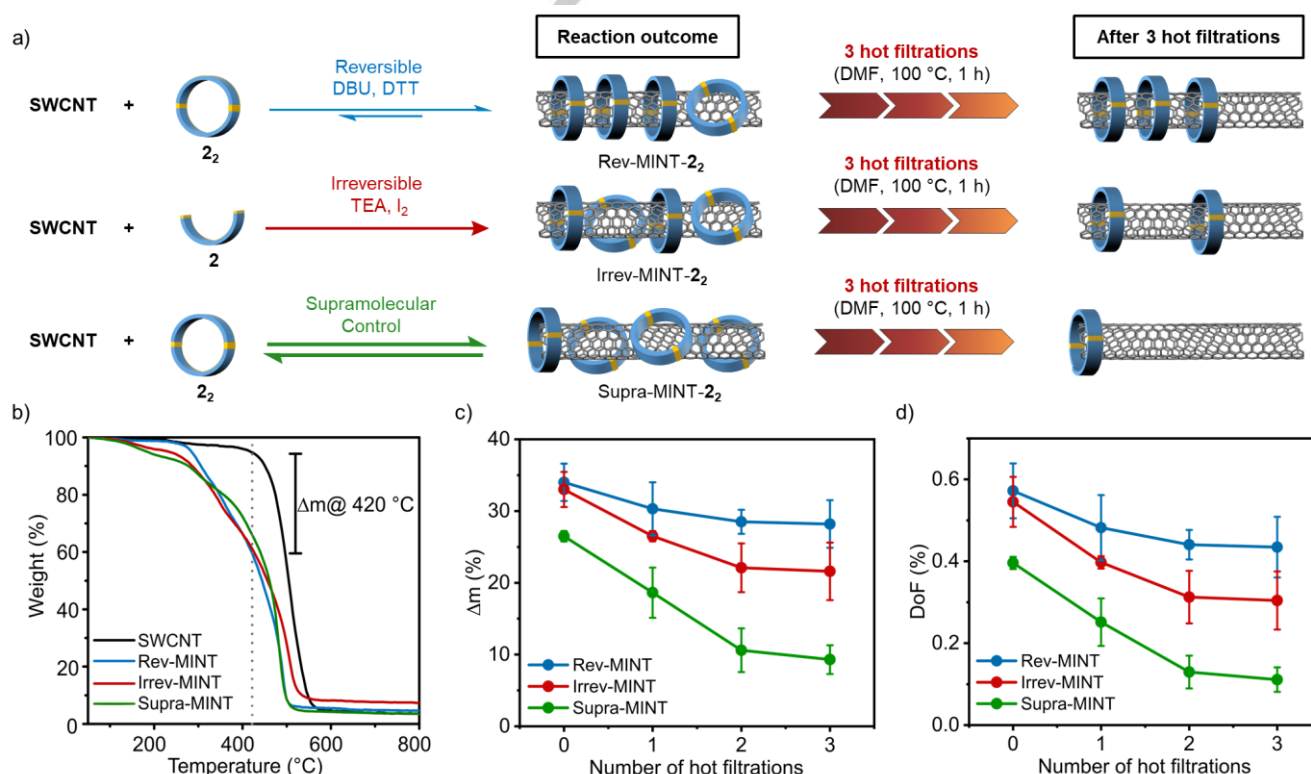 a)
Reaction outcome
After 3 hot filtrations
SWCNT + 2₂
Reversible
DBU, DTT
Rev-MINT-2₂
3 hot filtrations
(DMF, 100 °C, 1 h)
SWCNT + 2
Irreversible
TEA, I₂
Irrev-MINT-2₂
3 hot filtrations
(DMF, 100 °C, 1 h)
SWCNT + 2₂
Supramolecular
Control
Supra-MINT-2₂
3 hot filtrations
(DMF, 100 °C, 1 h)
b)
Weight (%)
100
80
60
40
20
0
Δm@ 420 °C
SWCNT
Rev-MINT
Irrev-MINT
Supra-MINT
200 400 600 800
Temperature (°C)
c)
Δm (%)
40
30
20
10
0
Rev-MINT
Irrev-MINT
Supra-MINT
0 1 2 3
Number of hot filtrations
d)
DoF (%)
0.6
0.4
0.2
0.0
Rev-MINT
Irrev-MINT
Supra-MINT
0 1 2 3
Number of hot filtrations